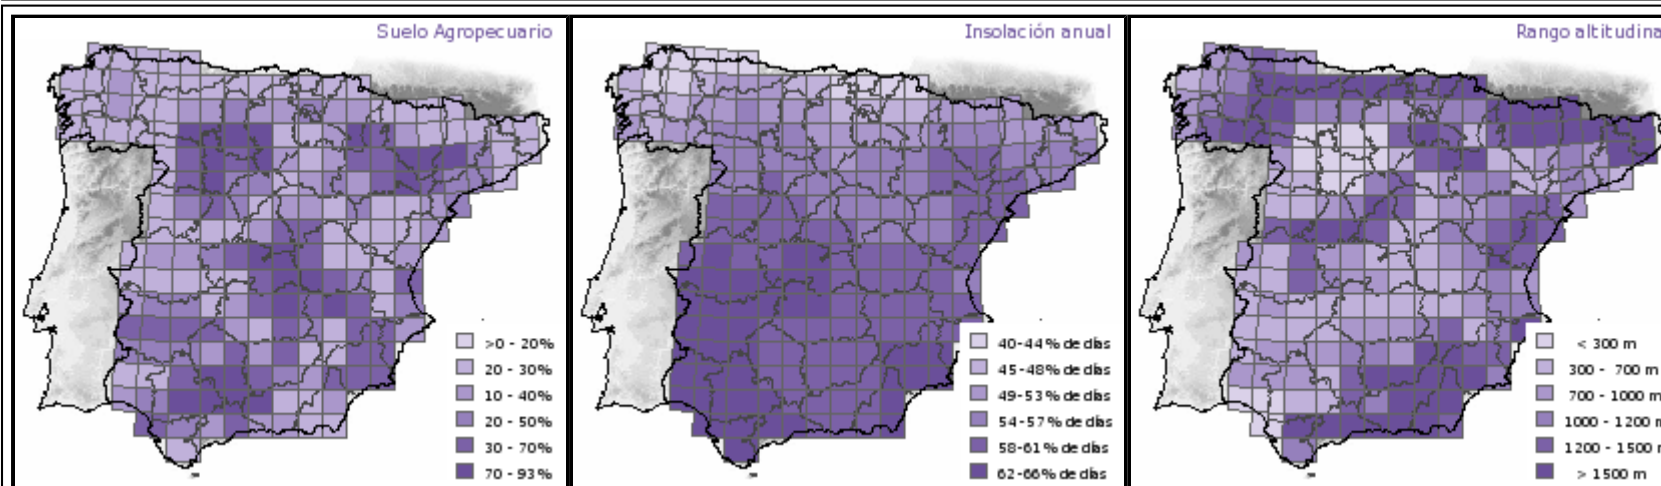 Suelo Agropecuario
>0 - 20%
20 - 30%
10 - 40%
20 - 50%
30 - 70%
70 - 93%
Insolación anual
40-44% de días
45-48% de días
49-53% de días
54-57% de días
58-61% de días
62-66% de días
Rango altitudina
< 300 m
300 - 700 m
700 - 1000 m
1000 - 1200 m
1200 - 1500 m
> 1500 m